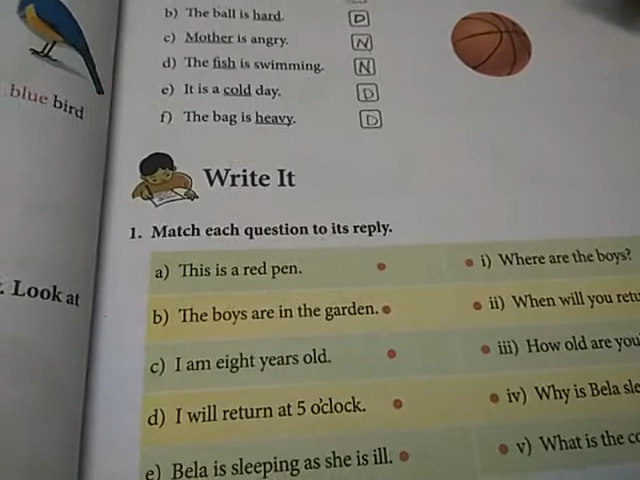 b) The ball is hard. D
c) Mother is angry. N
d) The fish is swimming. N
e) It is a cold day. D
f) The bag is heavy. D
blue bird
Write It
1. Match each question to its reply.
a) This is a red pen.
i) Where are the boys?
b) The boys are in the garden.
ii) When will you retu
. Look at
c) I am eight years old.
iii) How old are you
d) I will return at 5 o'clock.
iv) Why is Bela sle
e) Bela is sleeping as she is ill.
v) What is the co